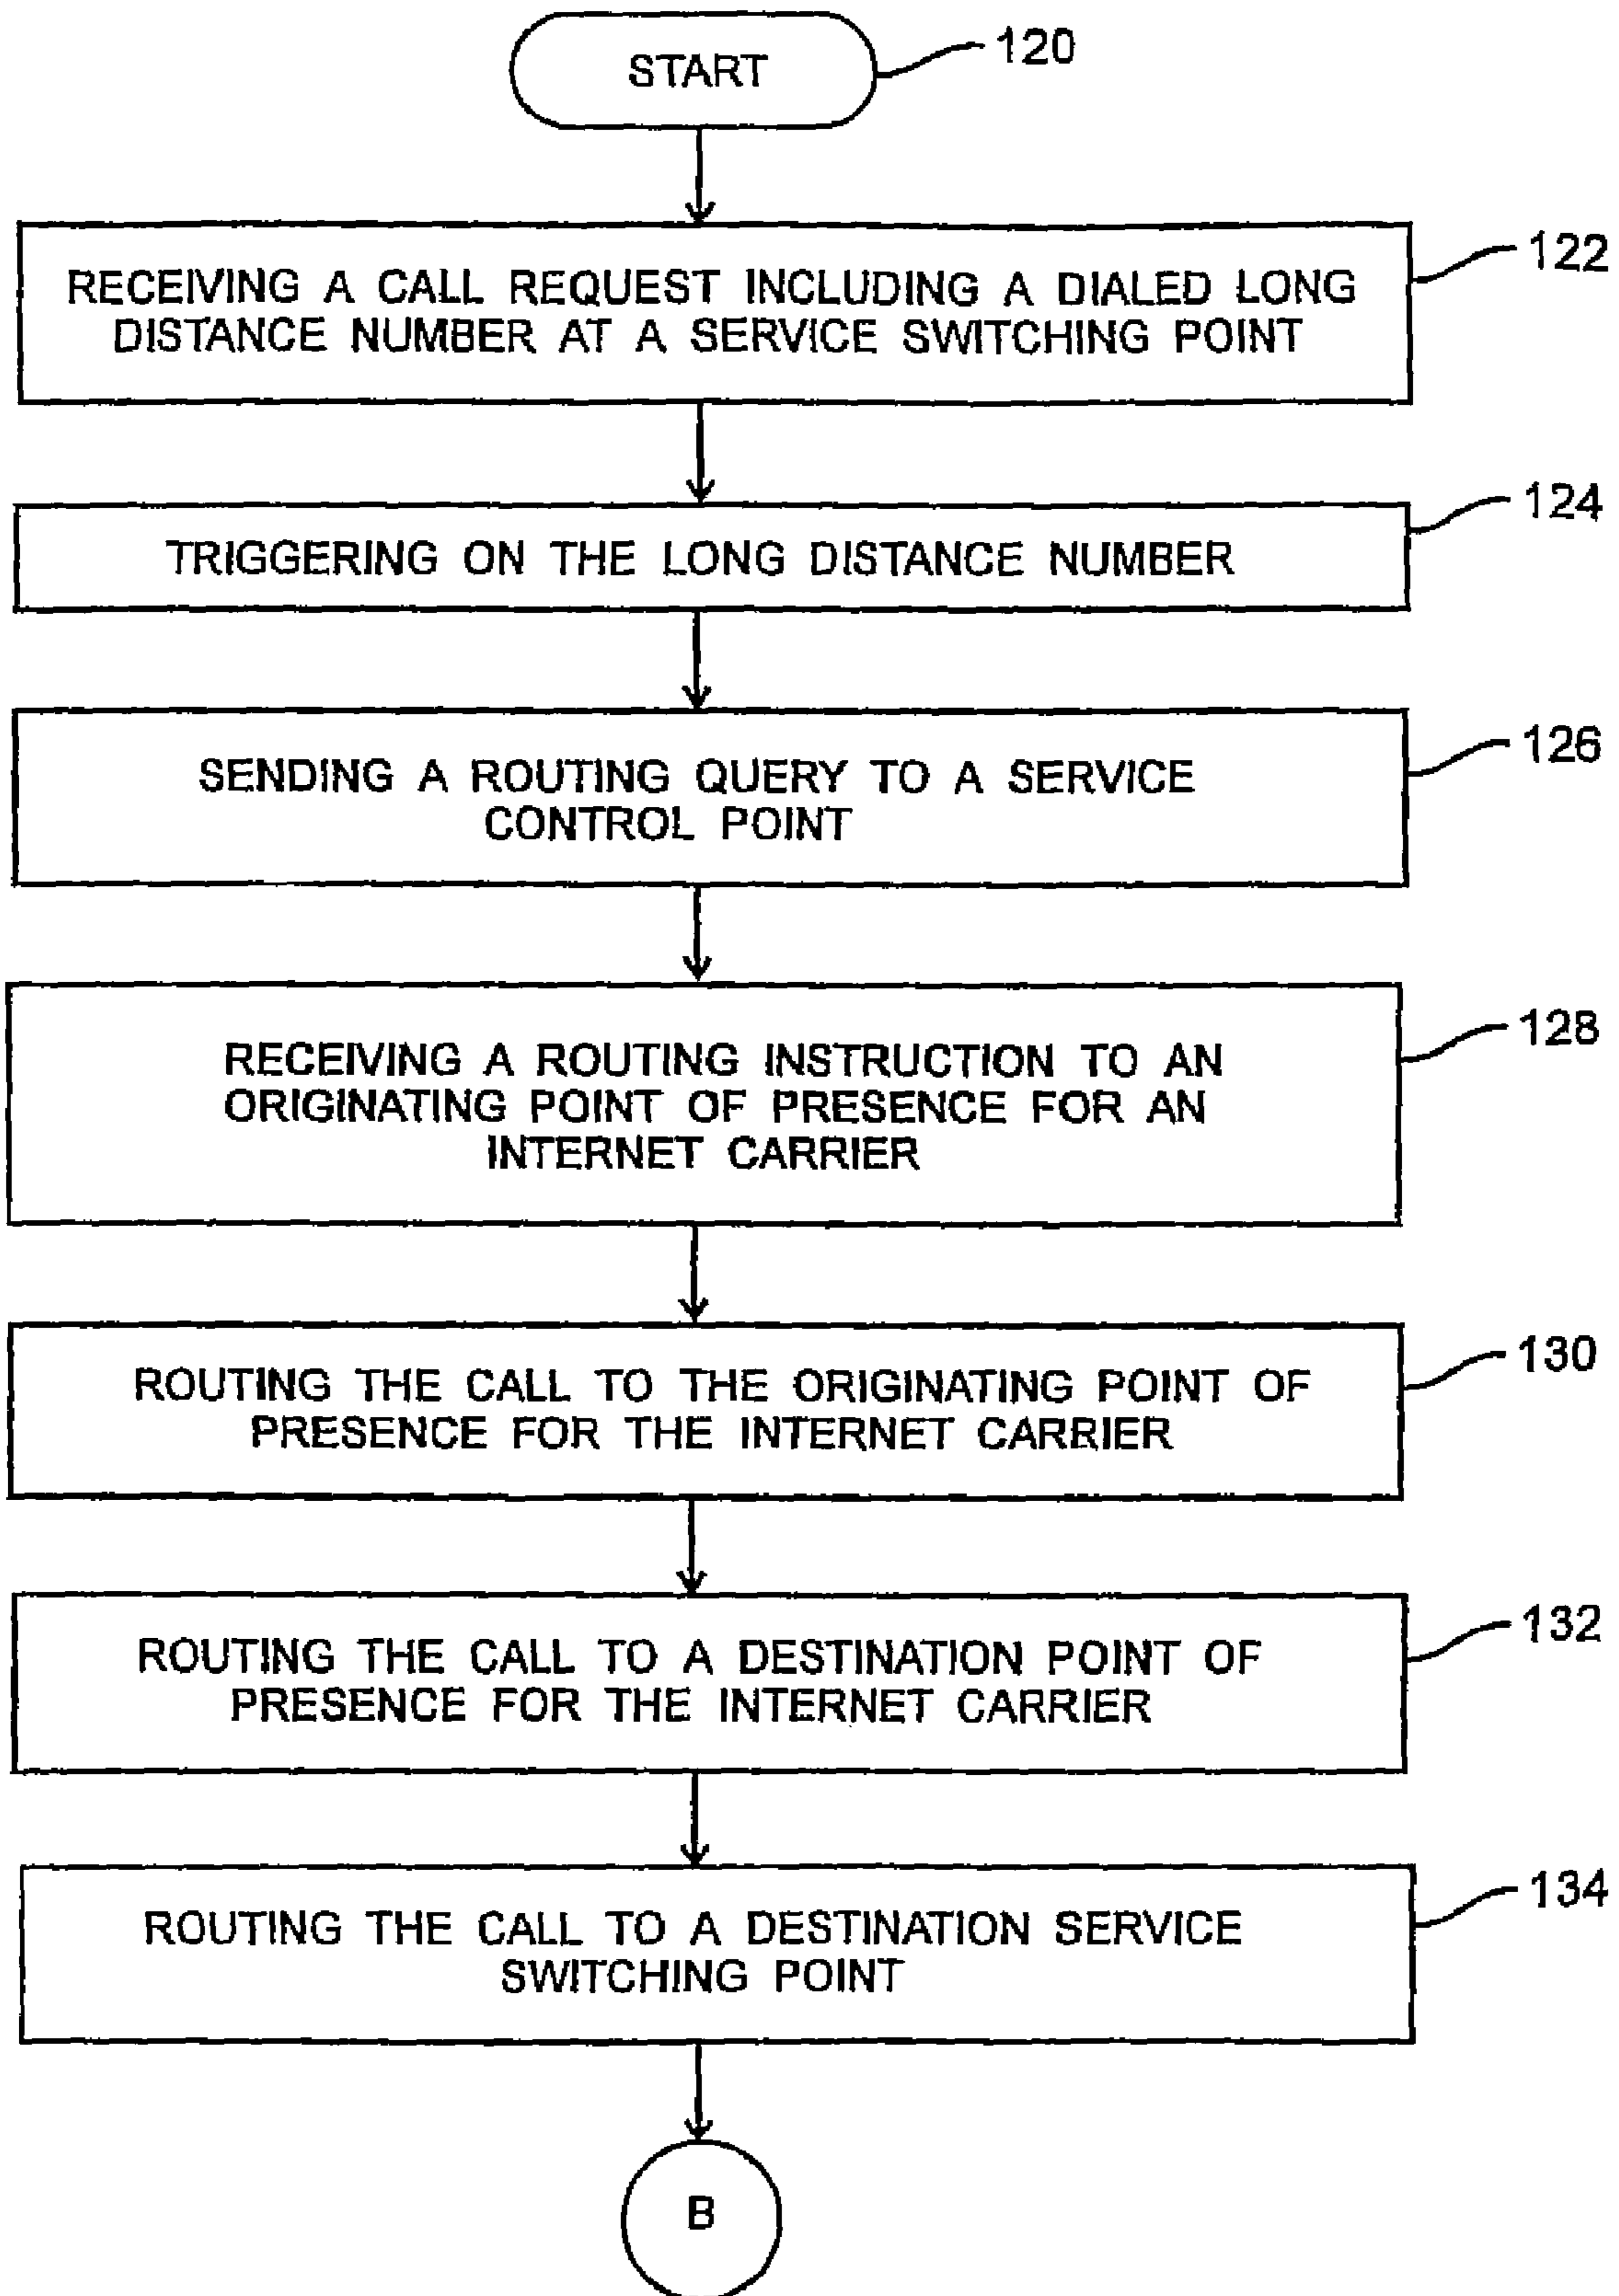 START
120
RECEIVING A CALL REQUEST INCLUDING A DIALED LONG
DISTANCE NUMBER AT A SERVICE SWITCHING POINT
122
TRIGGERING ON THE LONG DISTANCE NUMBER
124
SENDING A ROUTING QUERY TO A SERVICE
CONTROL POINT
126
RECEIVING A ROUTING INSTRUCTION TO AN
ORIGINATING POINT OF PRESENCE FOR AN
INTERNET CARRIER
128
ROUTING THE CALL TO THE ORIGINATING POINT OF
PRESENCE FOR THE INTERNET CARRIER
130
ROUTING THE CALL TO A DESTINATION POINT OF
PRESENCE FOR THE INTERNET CARRIER
132
ROUTING THE CALL TO A DESTINATION SERVICE
SWITCHING POINT
134
B